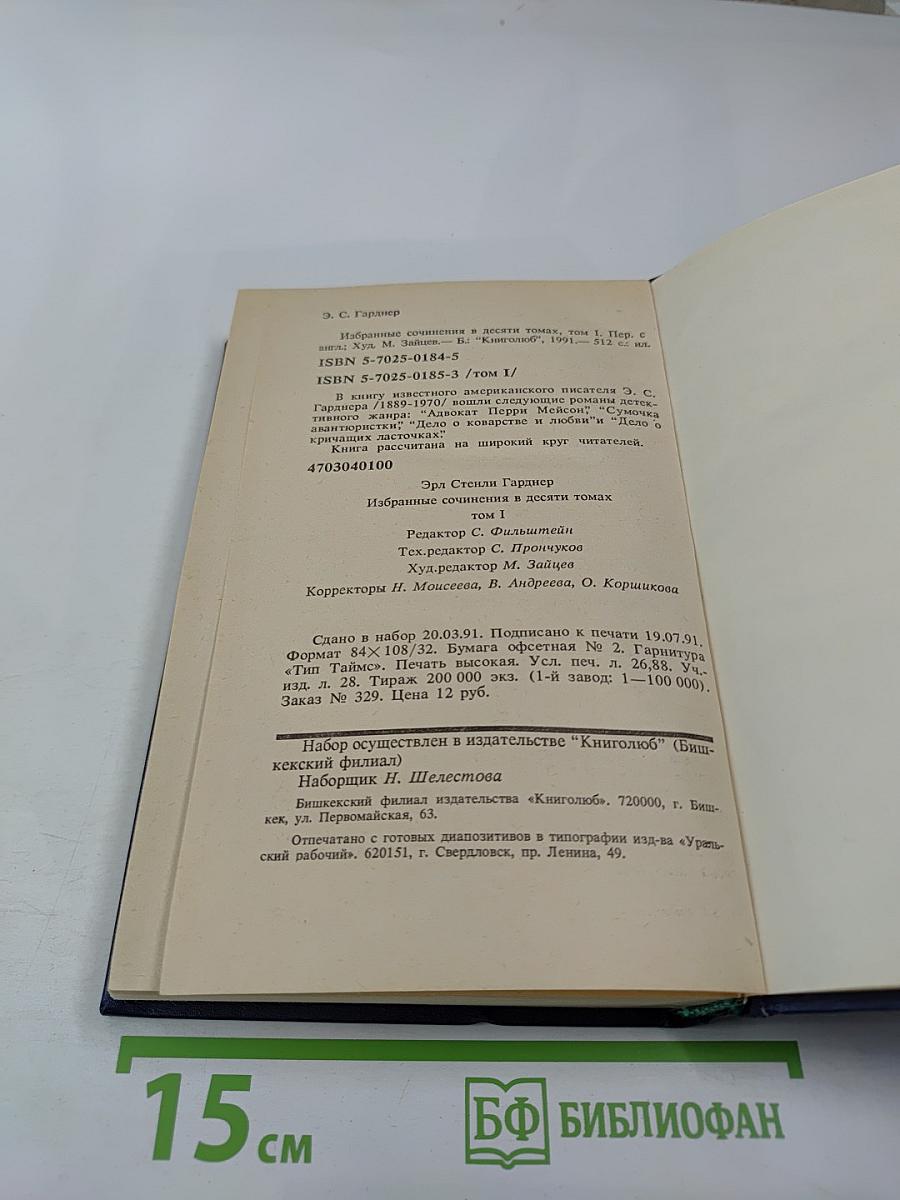 Э. С. Гарднер
Избранные сочинения в десяти томах, том I. Пер. с
англ.; Худ. М. Зайцев.— Б.: "Книголюб", 1991.— 512 с.: ил.
ISBN 5-7025-0184-5
ISBN 5-7025-0185-3 /том I/
В книгу известного американского писателя Э. С.
Гарднера /1889-1970/ вошли следующие романы детек-
тивного жанра: "Адвокат Перри Мейсон", "Сумочка
авантюристки", "Дело о коварстве и любви"и "Дело о
кричащих ласточках".
Книга рассчитана на широкий круг читателей.
4703040100
Эрл Стенли Гарднер
Избранные сочинения в десяти томах
том I
Редактор С. Фильштейн
Тех.редактор С. Прончуков
Худ.редактор М. Зайцев
Корректоры Н. Моисеева, В. Андреева, О. Коршикова
Сдано в набор 20.03.91. Подписано к печати 19.07.91.
Формат 84×108/32. Бумага офсетная № 2. Гарнитура
«Тип Таймс». Печать высокая. Усл. печ. л. 26,88. Уч.-
изд. л. 28. Тираж 200 000 экз. (1-й завод: 1—100 000).
Заказ № 329. Цена 12 руб.
Набор осуществлен в издательстве "Книголюб" (Биш-
кекский филиал)
Наборщик Н. Шелестова
Бишкекский филиал издательства «Книголюб». 720000, г. Биш-
кек, ул. Первомайская, 63.
Отпечатано с готовых диапозитивов в типографии изд-ва «Ураль-
ский рабочий». 620151, г. Свердловск, пр. Ленина, 49.
15 см
БФ БИБЛИОФАН